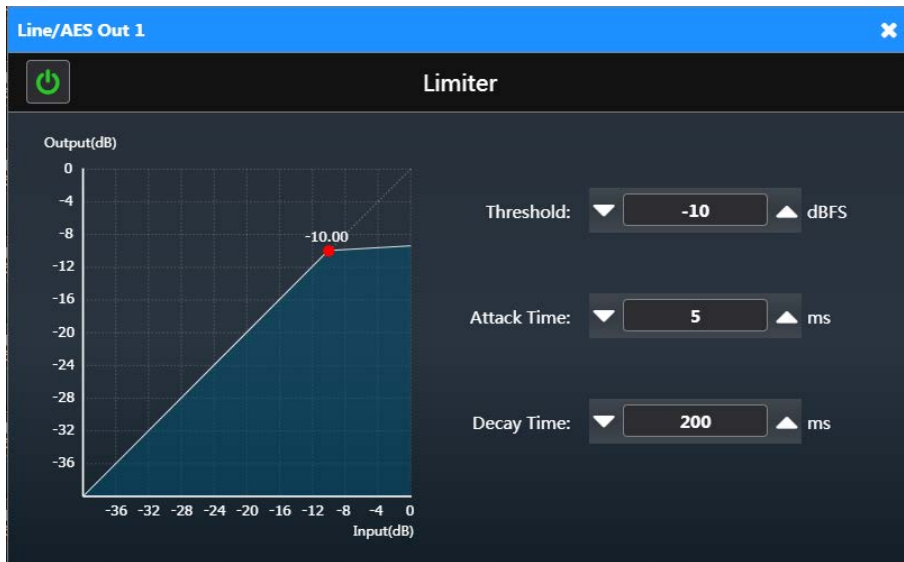 Line/AES Out 1
Limiter
Output(dB)
0
-4
-8
-12
-16
-20
-24
-28
-32
-36
-10.00
-36 -32 -28 -24 -20 -16 -12 -8 -4 0
Input(dB)
Threshold: -10 dBFS
Attack Time: 5 ms
Decay Time: 200 ms